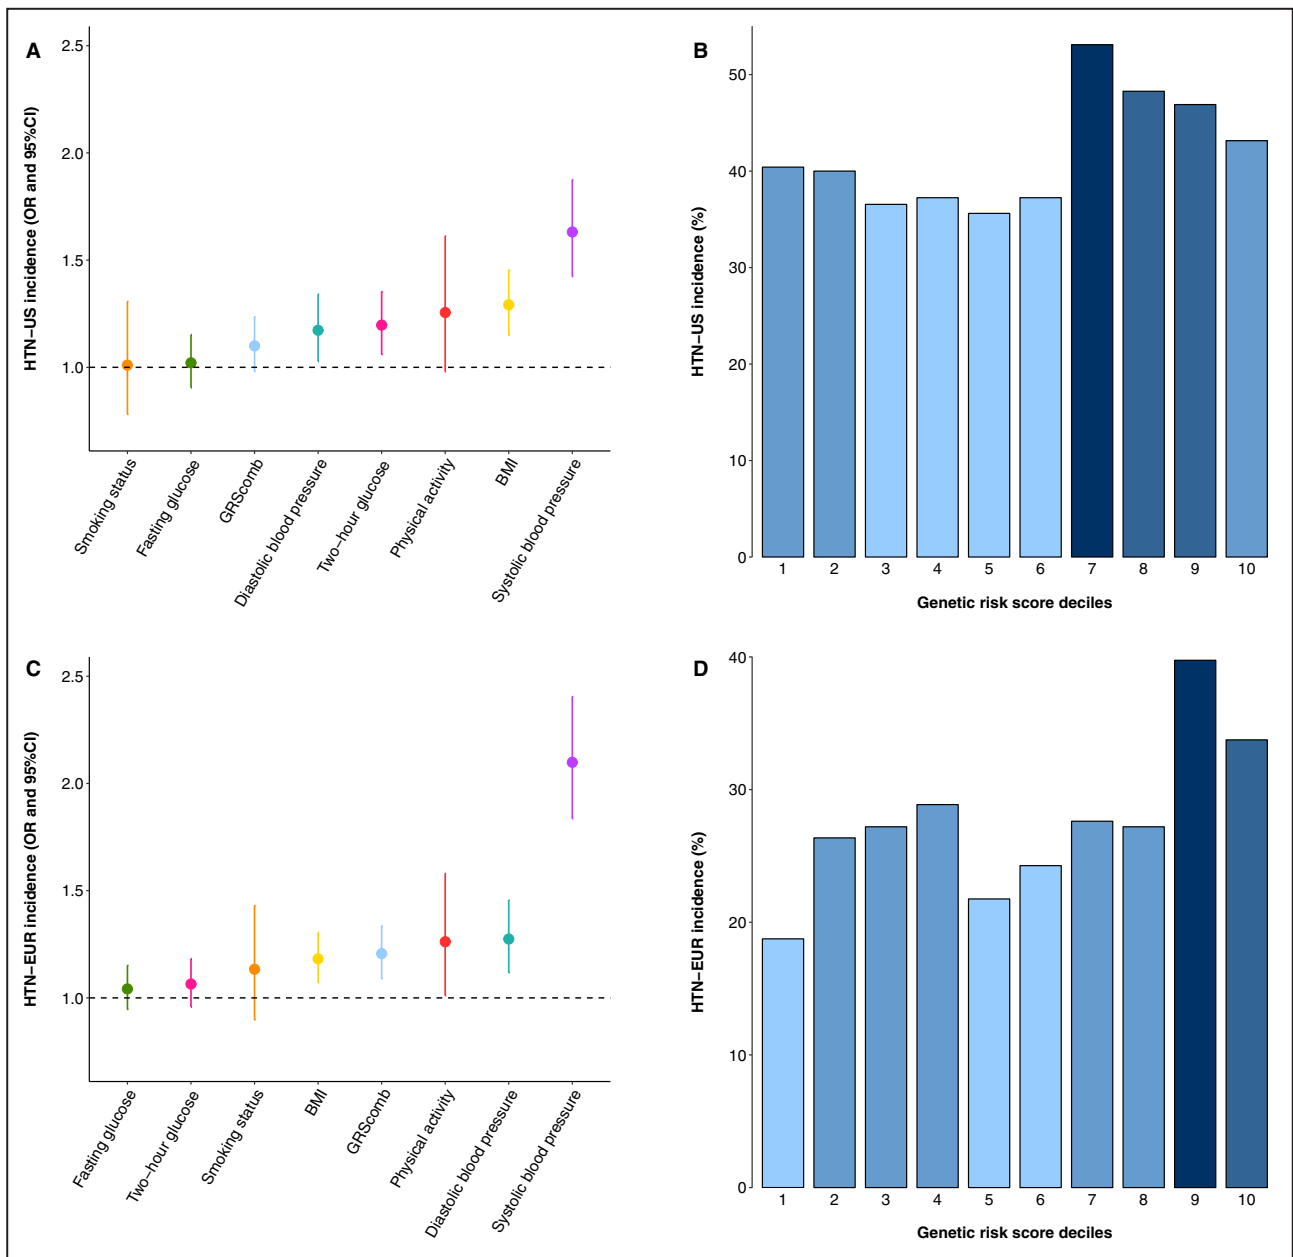 A
HTN−US incidence (OR and 95%CI)
2.5
2.0
1.5
1.0
Smoking status
Fasting glucose
GRScomb
Diastolic blood pressure
Two−hour glucose
Physical activity
BMI
Systolic blood pressure
B
HTN−US incidence (%)
50
40
30
20
10
0
1 2 3 4 5 6 7 8 9 10
Genetic risk score deciles
C
HTN−EUR incidence (OR and 95%CI)
2.5
2.0
1.5
1.0
Fasting glucose
Two−hour glucose
Smoking status
BMI
GRScomb
Physical activity
Diastolic blood pressure
Systolic blood pressure
D
HTN−EUR incidence (%)
40
30
20
10
0
1 2 3 4 5 6 7 8 9 10
Genetic risk score deciles